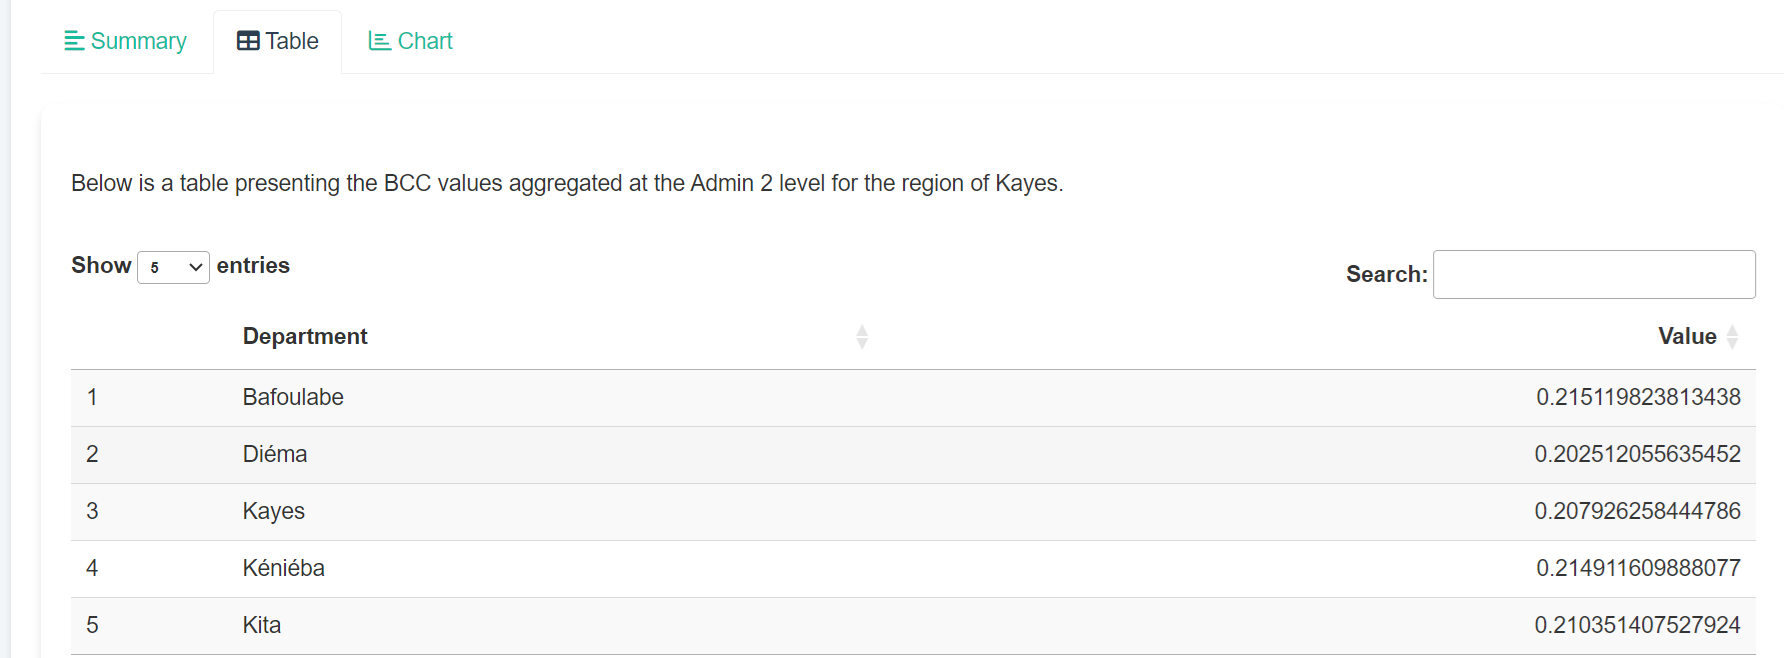 Summary Table Chart
Below is a table presenting the BCC values aggregated at the Admin 2 level for the region of Kayes.
Show 5 entries Search:
Department Value
1 Bafoulabe 0.215119823813438
2 Diéma 0.202512055635452
3 Kayes 0.207926258444786
4 Kéniéba 0.214911609888077
5 Kita 0.210351407527924